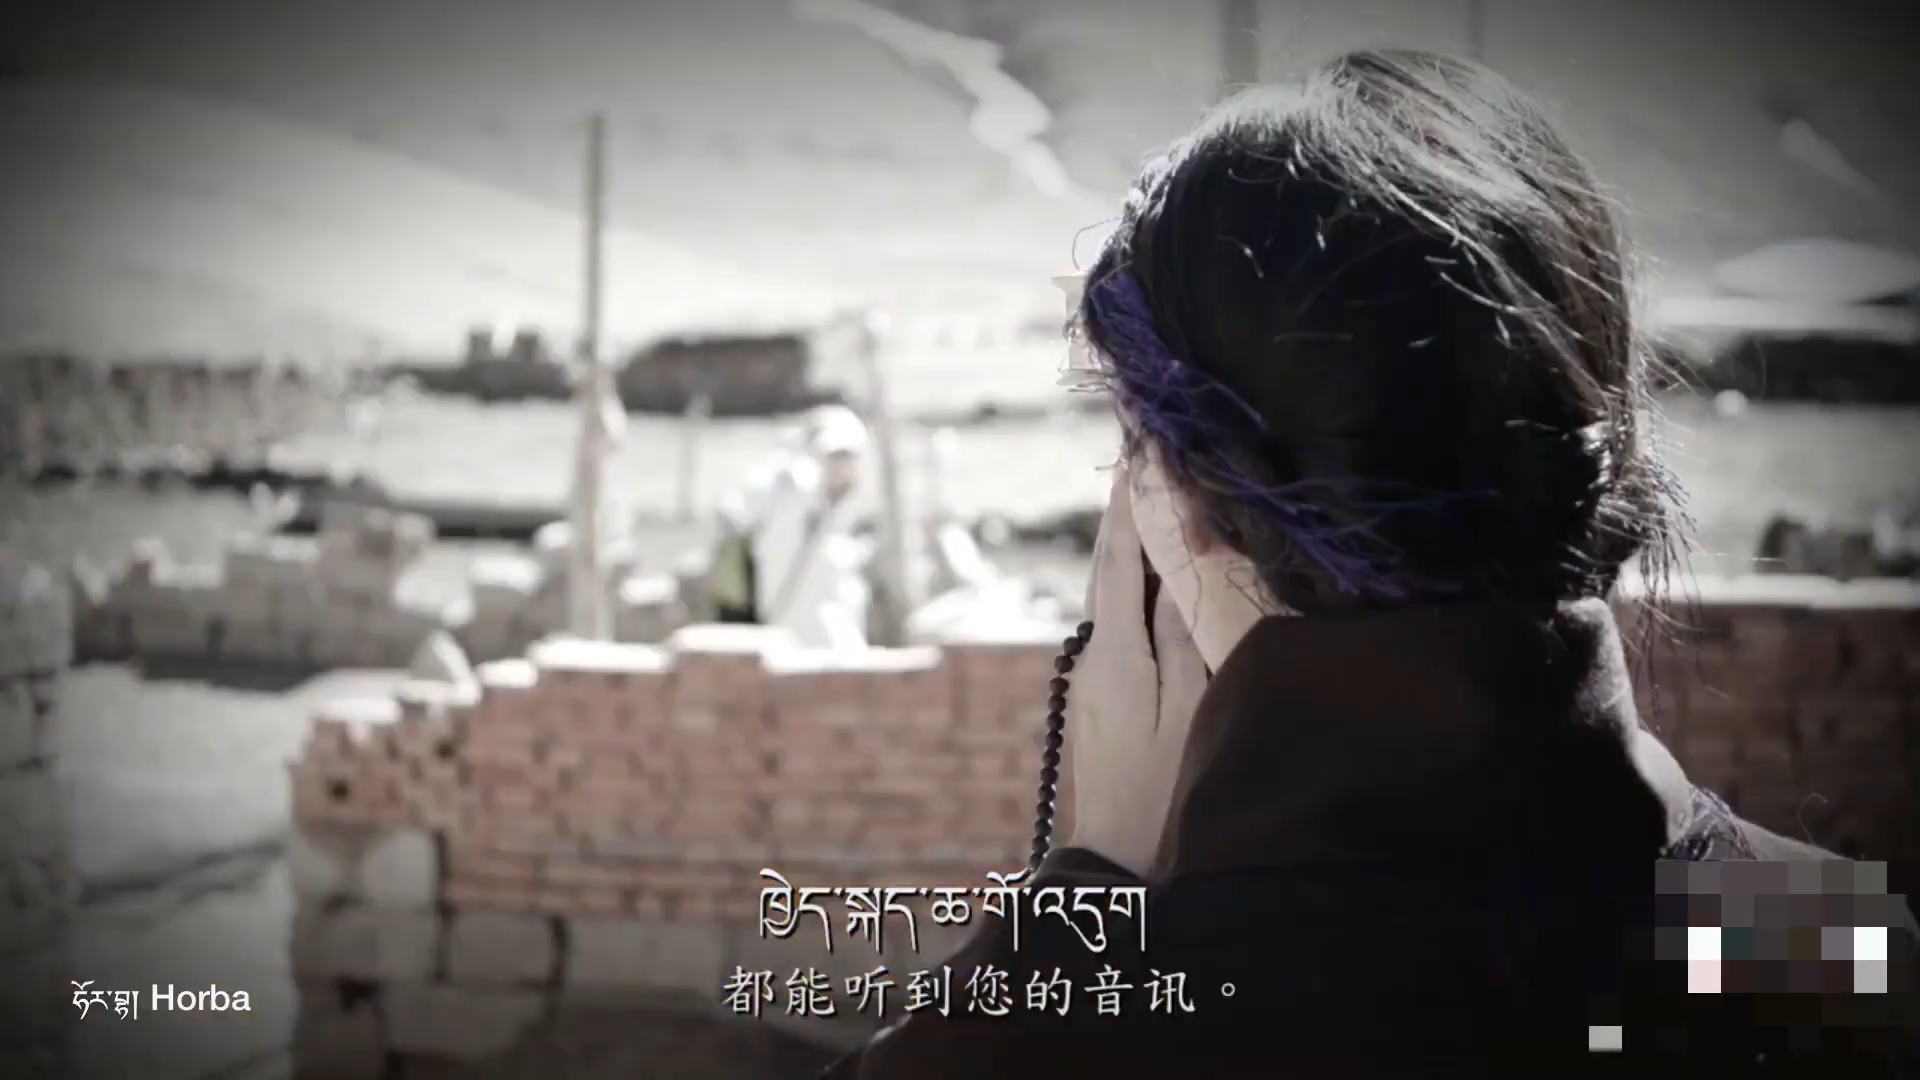 ཁྱེད་སྐད་ཆ་གོ་འདུག
都能听到您的音讯。
ཧོར་བྷ། Horba